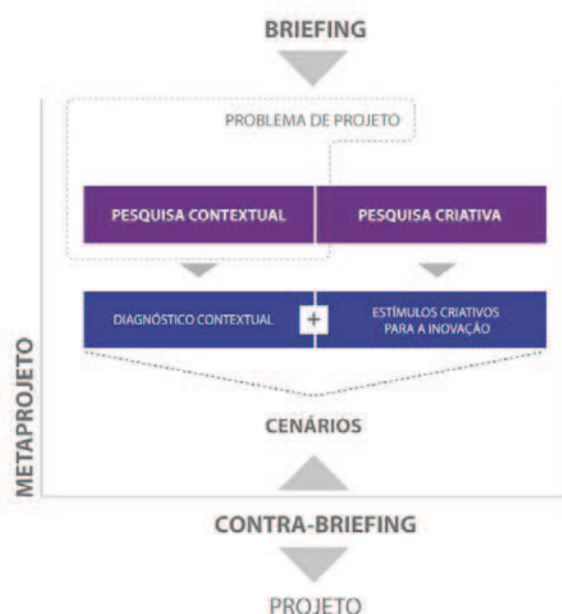 BRIEFING
PROBLEMA DE PROJETO
PESQUISA CONTEXTUAL
PESQUISA CRIATIVA
DIAGNÓSTICO CONTEXTUAL
+
ESTÍMULOS CRIATIVOS
PARA A INOVAÇÃO
METAPROJETO
CENÁRIOS
CONTRA-BRIEFING
PROJETO